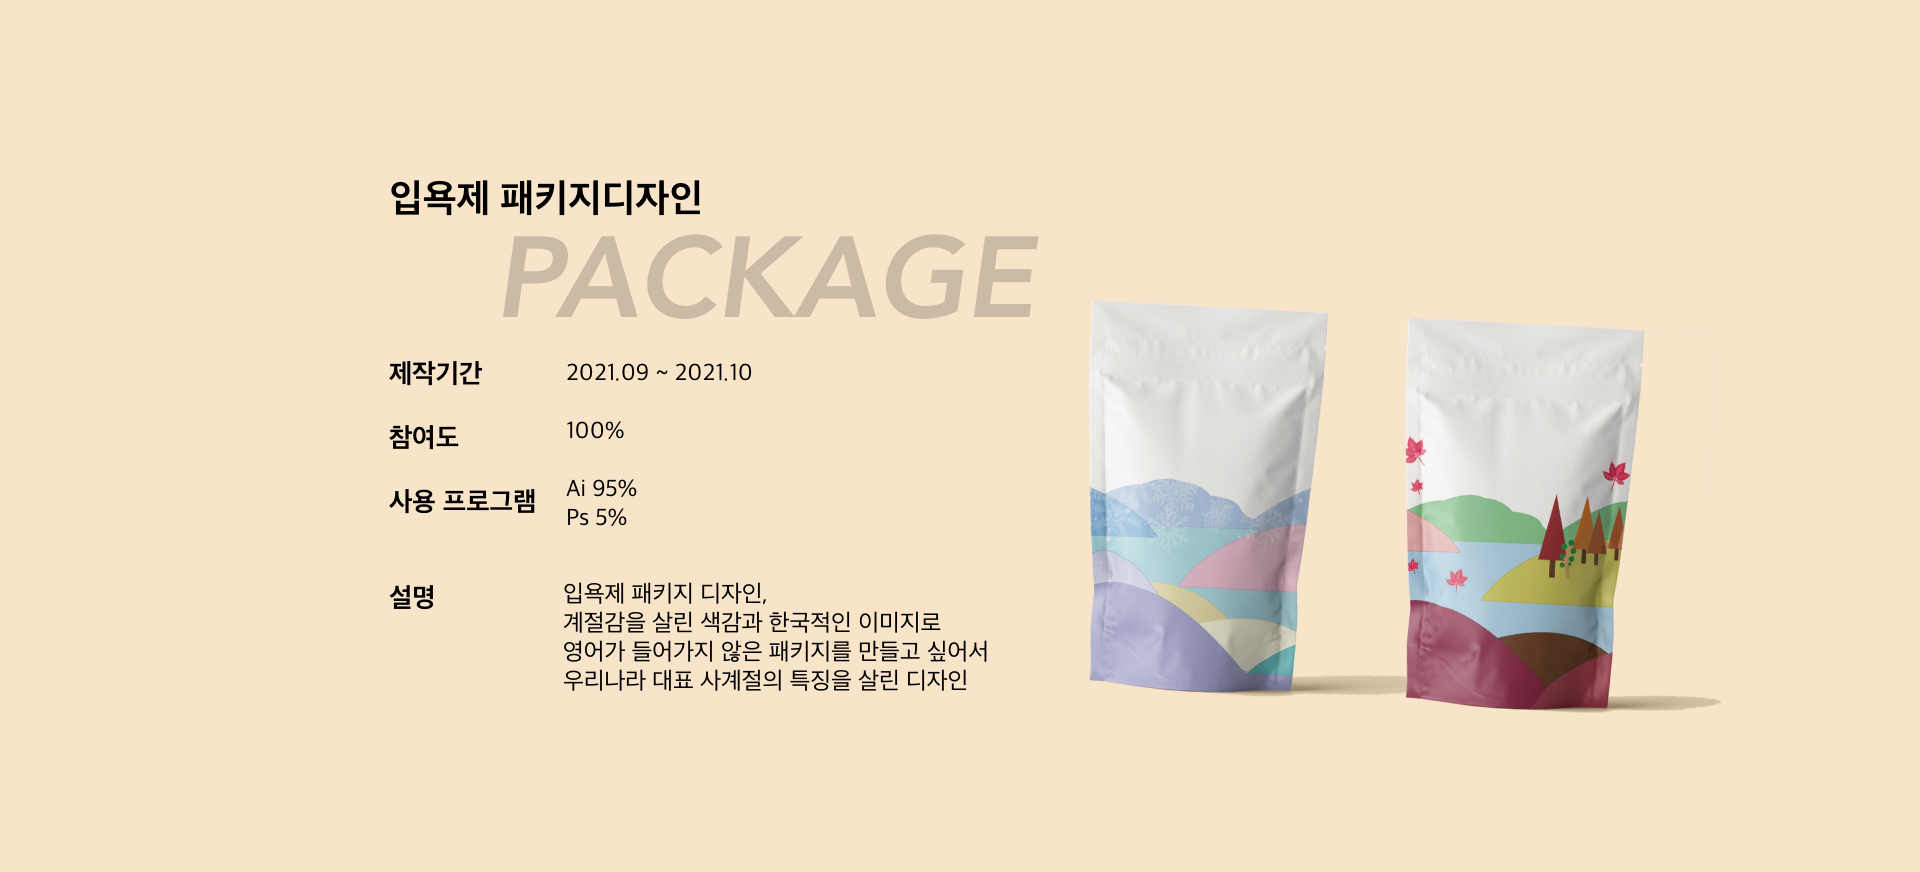 입욕제 패키지디자인
PACKAGE
제작기간 2021.09 ~ 2021.10
참여도 100%
사용 프로그램 Ai 95%
Ps 5%
설명 입욕제 패키지 디자인,
계절감을 살린 색감과 한국적인 이미지로
영어가 들어가지 않은 패키지를 만들고 싶어서
우리나라 대표 사계절의 특징을 살린 디자인